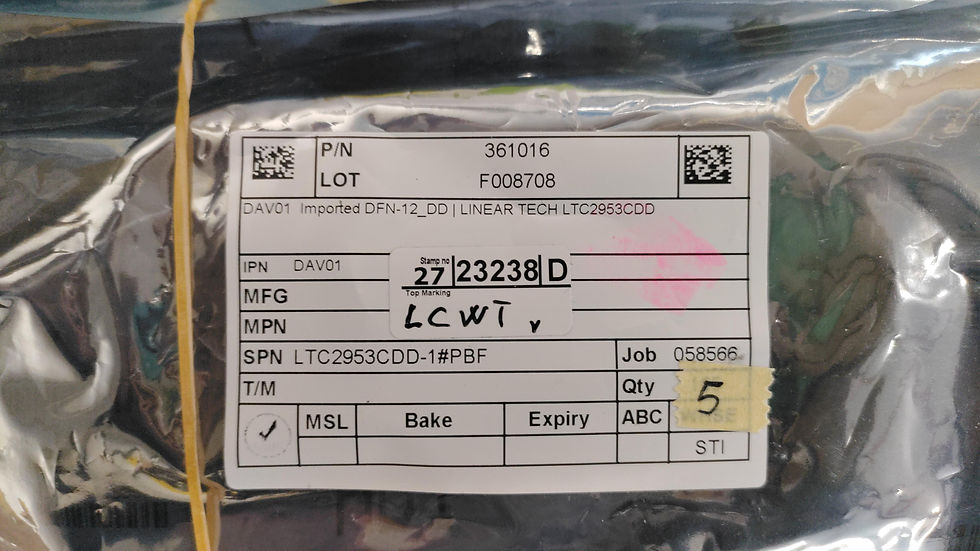 P/N 361016
LOT F008708
DAV01 Imported DFN-12_DD | LINEAR TECH LTC2953CDD
IPN DAV01
Stamp no
27 23238 D
Top Marking
LCWT v
MFG
MPN
SPN LTC2953CDD-1#PBF Job 058566
T/M Qty 5
MSL Bake Expiry ABC
STI